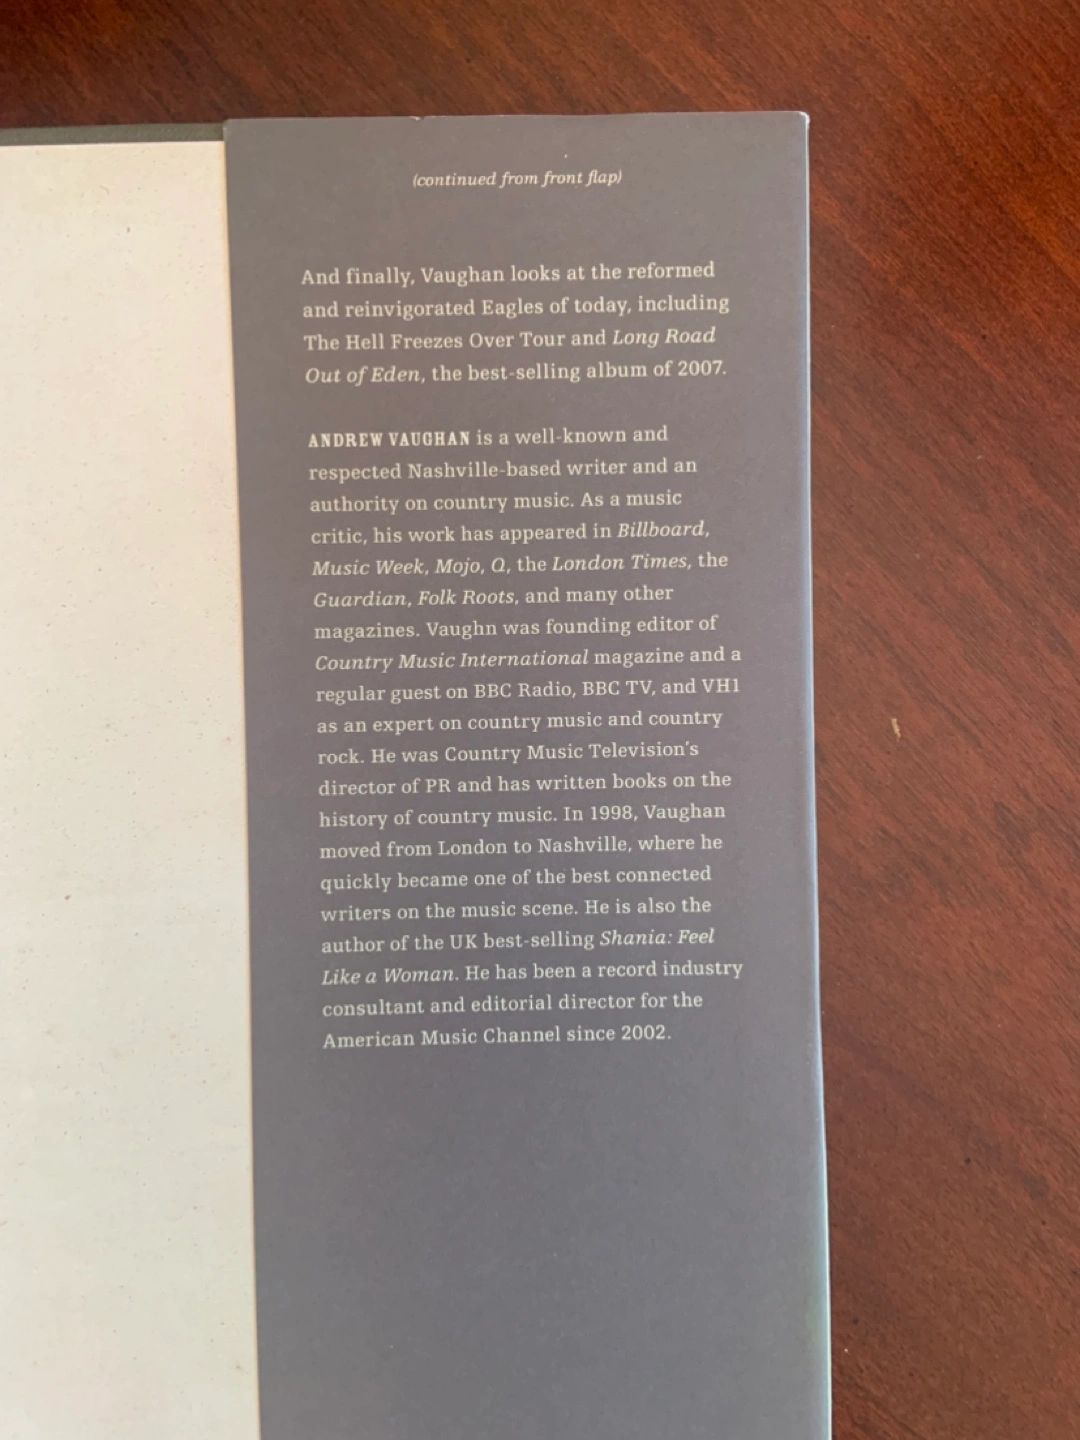 (continued from front flap)
And finally, Vaughan looks at the reformed
and reinvigorated Eagles of today, including
The Hell Freezes Over Tour and Long Road
Out of Eden, the best-selling album of 2007.
ANDREW VAUGHAN is a well-known and
respected Nashville-based writer and an
authority on country music. As a music
critic, his work has appeared in Billboard,
Music Week, Mojo, Q, the London Times, the
Guardian, Folk Roots, and many other
magazines. Vaughn was founding editor of
Country Music International magazine and a
regular guest on BBC Radio, BBC TV, and VH1
as an expert on country music and country
rock. He was Country Music Television's
director of PR and has written books on the
history of country music. In 1998, Vaughan
moved from London to Nashville, where he
quickly became one of the best connected
writers on the music scene. He is also the
author of the UK best-selling Shania: Feel
Like a Woman. He has been a record industry
consultant and editorial director for the
American Music Channel since 2002.